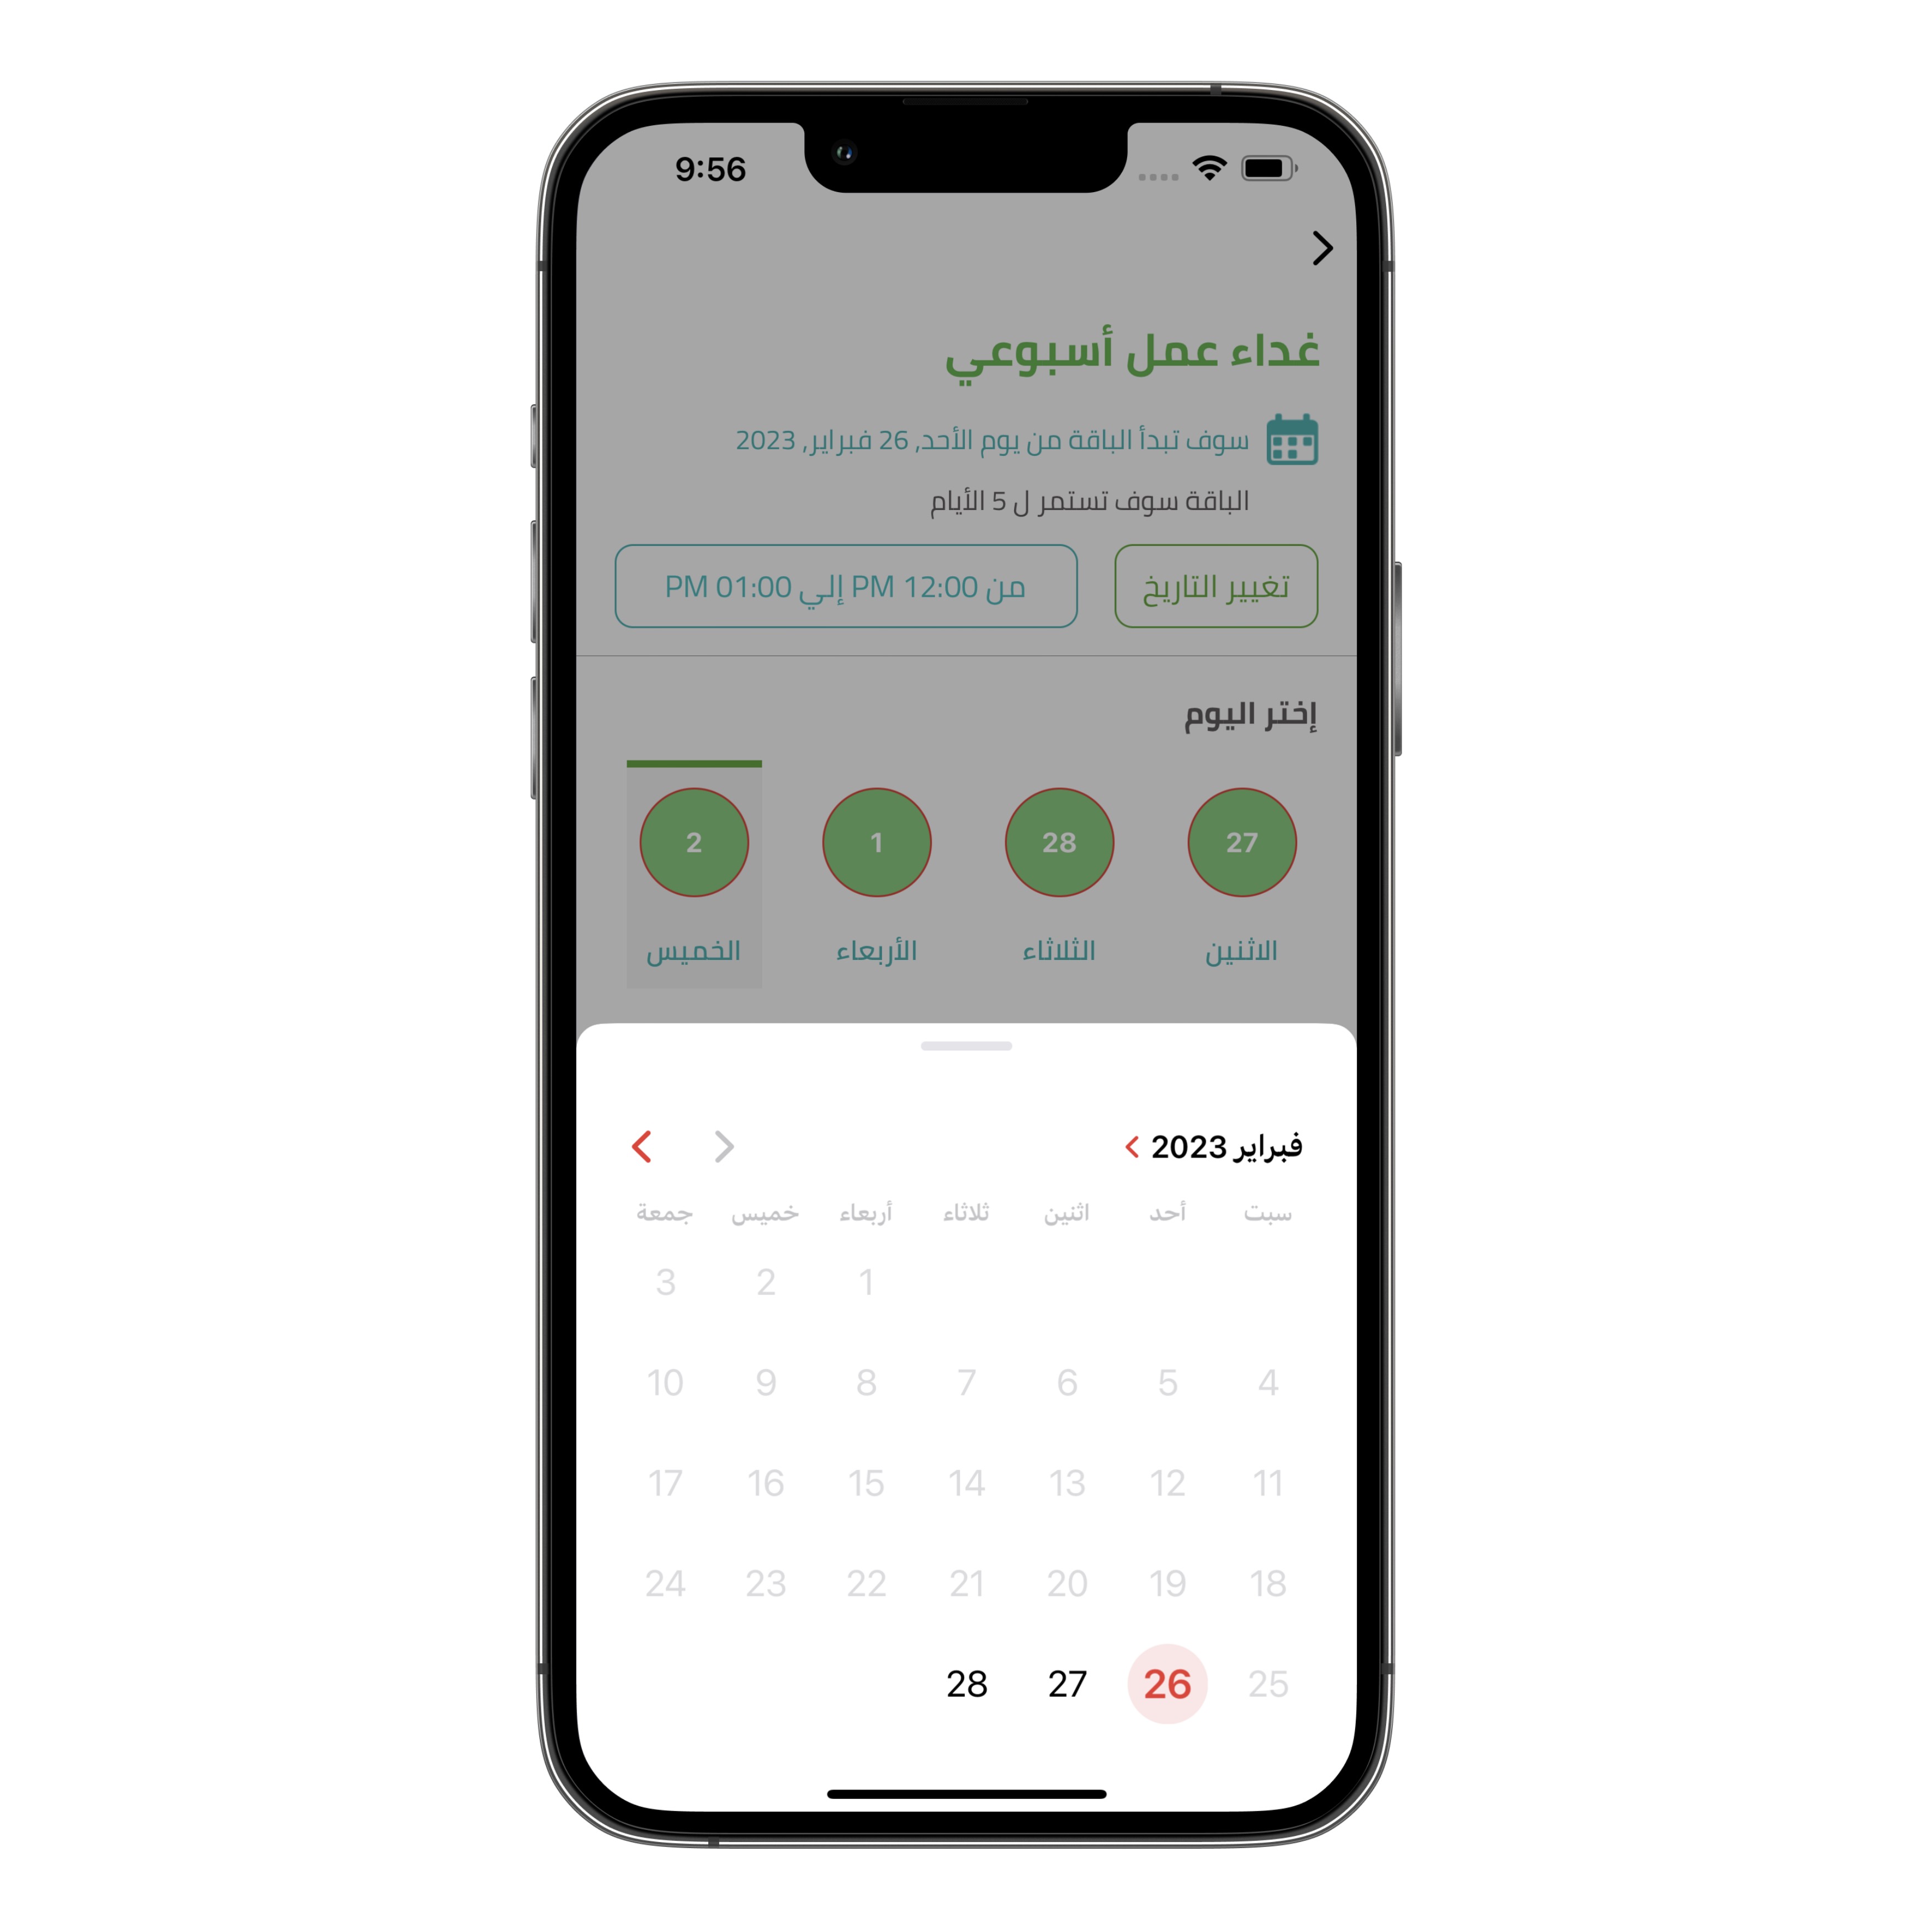 9:56
غداء عمل أسبوعي
سوف تبدأ الباقة من يوم الأحد, 26 فبراير, 2023
الباقة سوف تستمر ل 5 الأيام
تغيير التاريخ
من 12:00 PM إلي 01:00 PM
إختر اليوم
27 28 1 2
الاثنين الثلاثاء الأربعاء الخميس
فبراير 2023
سبت أحد اثنين ثلاثاء أربعاء خميس جمعة
1 2 3
4 5 6 7 8 9 10
11 12 13 14 15 16 17
18 19 20 21 22 23 24
25 26 27 28